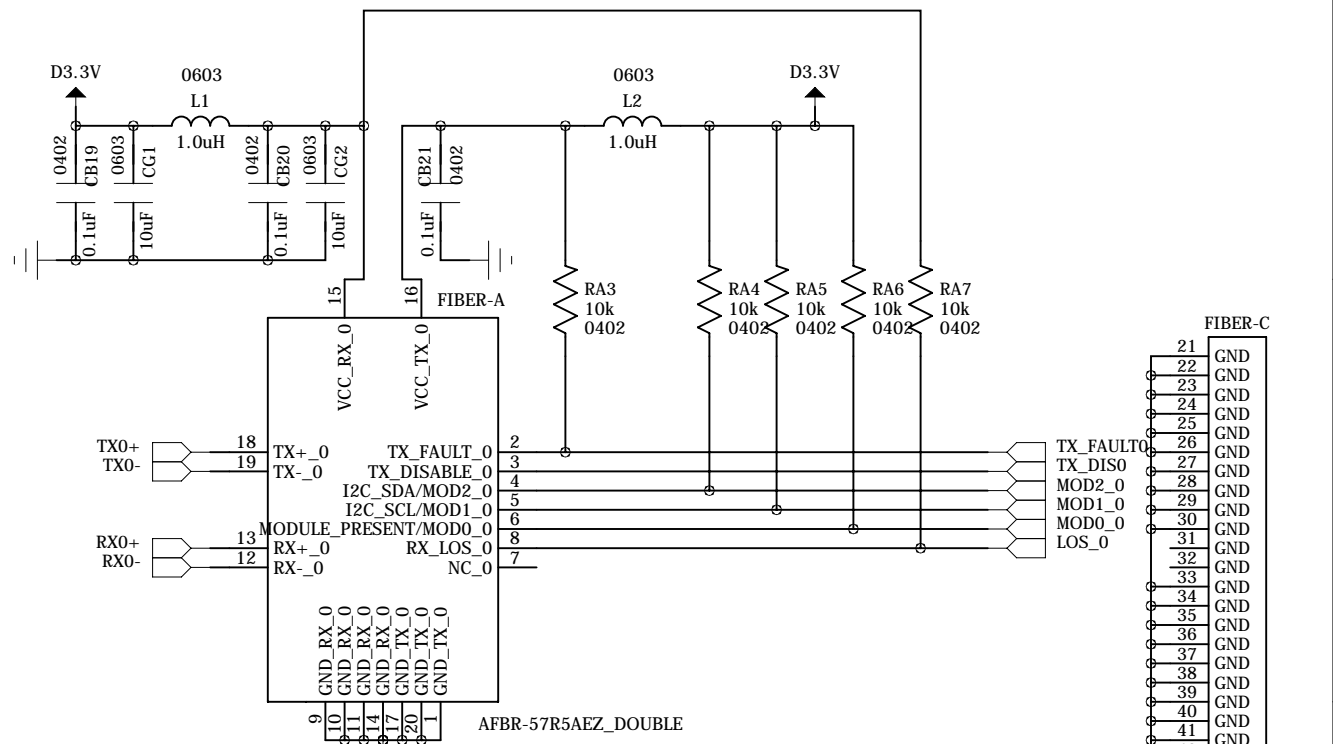 D3.3V
0603
L1
1.0uH
0402
CB19
0.1uF
0603
CG1
10uF
0402
CB20
0.1uF
0603
CG2
10uF
CB21
0402
0.1uF
0603
L2
1.0uH
D3.3V
15
16
FIBER-A
VCC_RX_0
VCC_TX_0
RA3
10k
0402
RA4
10k
0402
RA5
10k
0402
RA6
10k
0402
RA7
10k
0402
TX0+
TX0-
RX0+
RX0-
18
19
13
12
TX+_0
TX-_0
RX+_0
RX-_0
TX_FAULT_0
TX_DISABLE_0
I2C_SDA/MOD2_0
I2C_SCL/MOD1_0
MODULE_PRESENT/MOD0_0
RX_LOS_0
NC_0
2
3
4
5
6
8
7
TX_FAULT0
TX_DIS0
MOD2_0
MOD1_0
MOD0_0
LOS_0
GND_RX_0
GND_RX_0
GND_RX_0
GND_RX_0
GND_TX_0
GND_TX_0
GND_TX_0
9
10
11
14
17
20
1
AFBR-57R5AEZ_DOUBLE
FIBER-C
21 GND
22 GND
23 GND
24 GND
25 GND
26 GND
27 GND
28 GND
29 GND
30 GND
31 GND
32 GND
33 GND
34 GND
35 GND
36 GND
37 GND
38 GND
39 GND
40 GND
41 GND